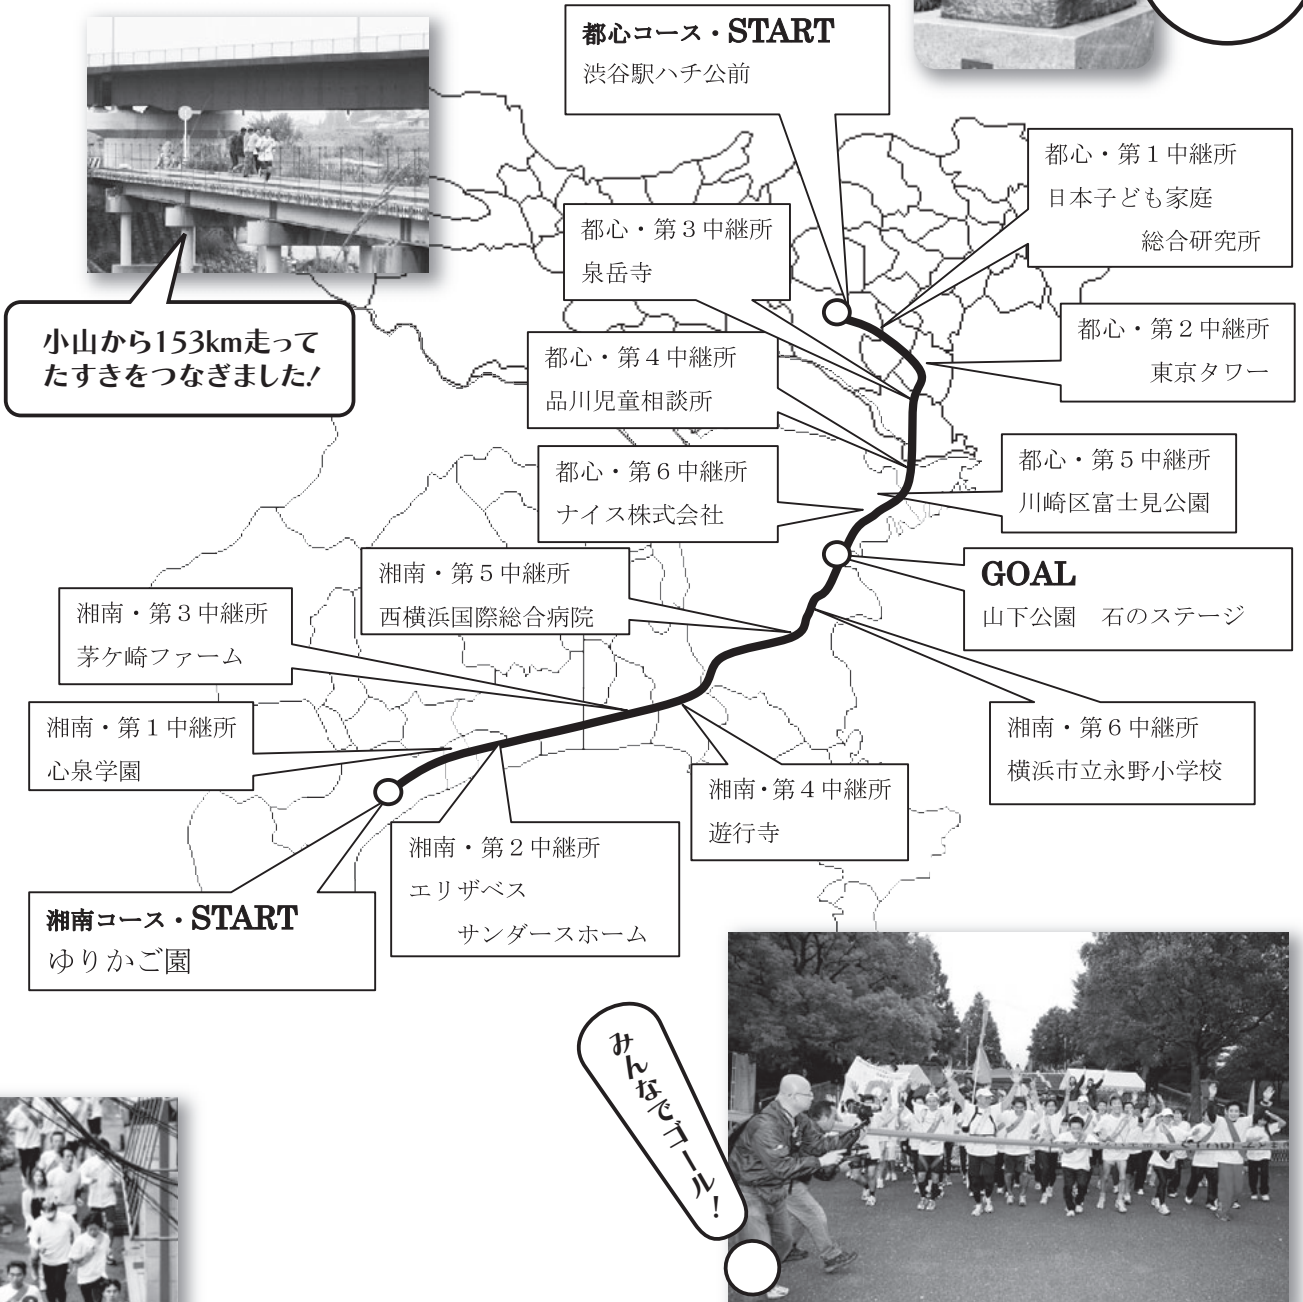 都心コース・START
渋谷駅ハチ公前
都心・第１中継所
日本子ども家庭
総合研究所
都心・第３中継所
泉岳寺
都心・第２中継所
東京タワー
小山から153km走って
たすきをつなぎました！
都心・第４中継所
品川児童相談所
都心・第５中継所
川崎区富士見公園
都心・第６中継所
ナイス株式会社
GOAL
山下公園　石のステージ
湘南・第５中継所
西横浜国際総合病院
湘南・第３中継所
茅ケ崎ファーム
湘南・第１中継所
心泉学園
湘南・第６中継所
横浜市立永野小学校
湘南・第４中継所
遊行寺
湘南・第２中継所
エリザベス
サンダースホーム
湘南コース・START
ゆりかご園
みんなでゴール！